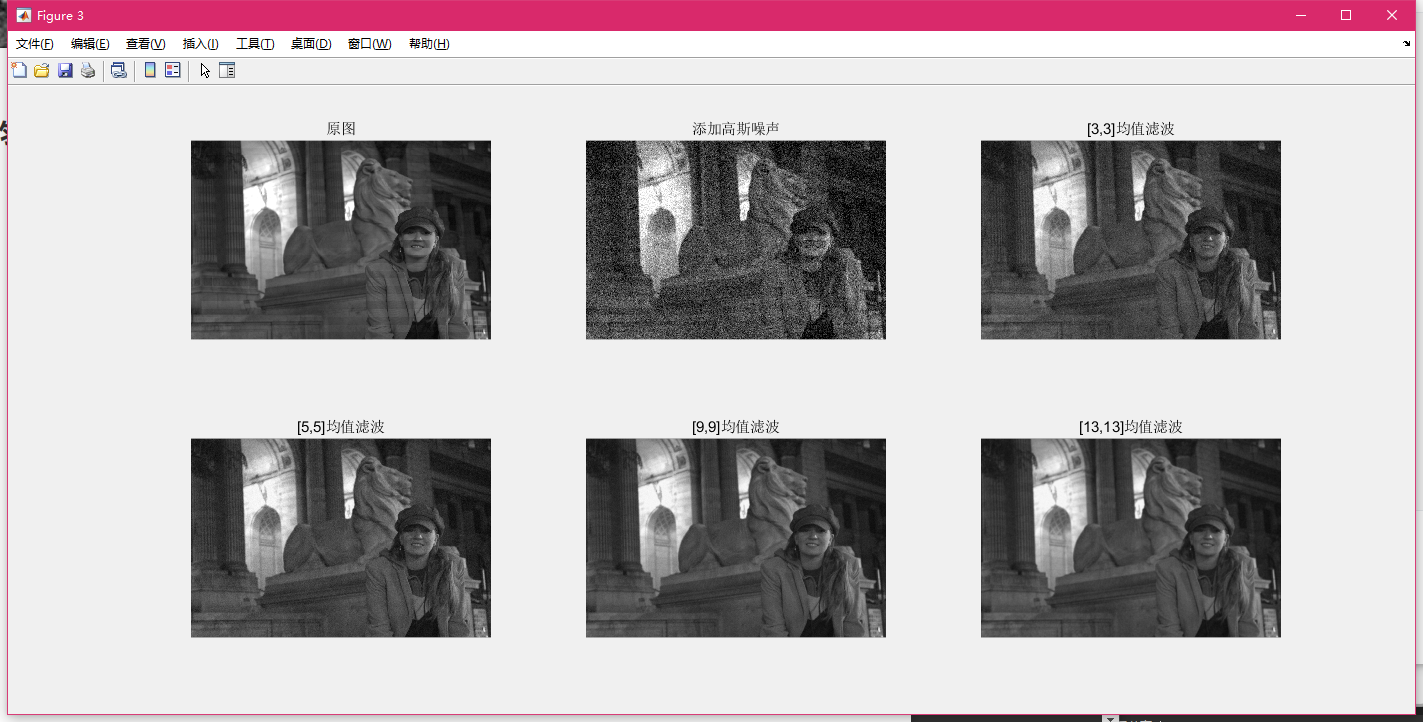 Figure 3
文件(F) 编辑(E) 查看(V) 插入(I) 工具(T) 桌面(D) 窗口(W) 帮助(H)
原图 添加高斯噪声 [3,3]均值滤波
[5,5]均值滤波 [9,9]均值滤波 [13,13]均值滤波